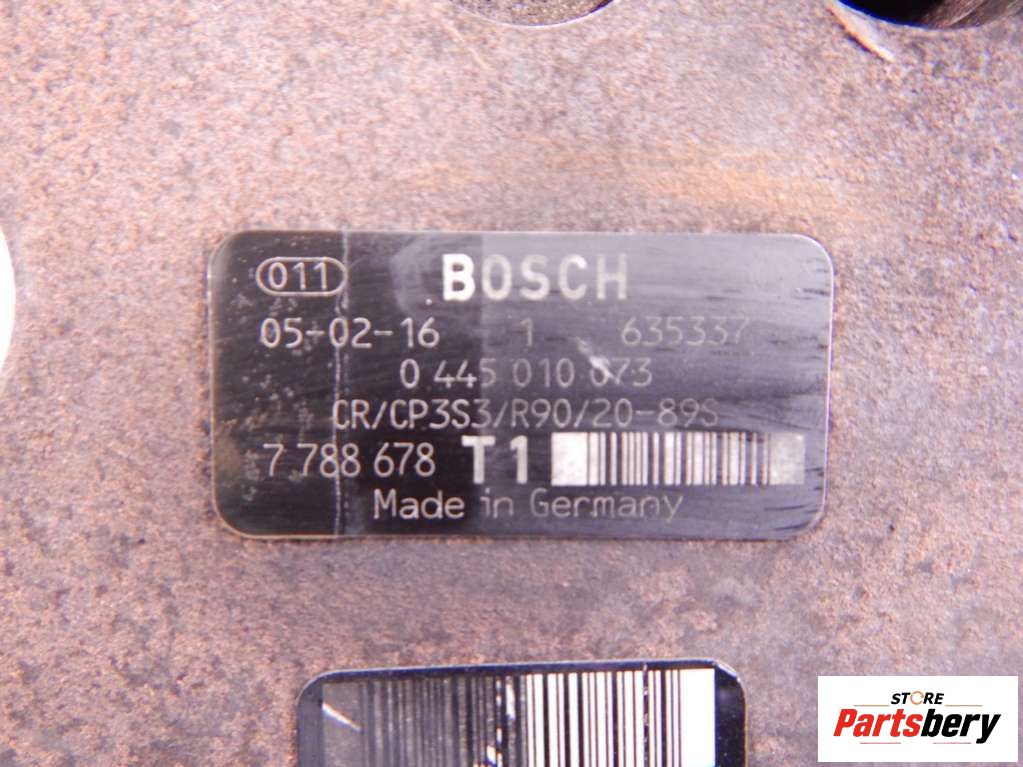 011 BOSCH
05-02-16 1 635337
0 445 010 073
CR/CP3S3/R90/20-89S
7 788 678 T1
Made in Germany
STORE
Partsbery